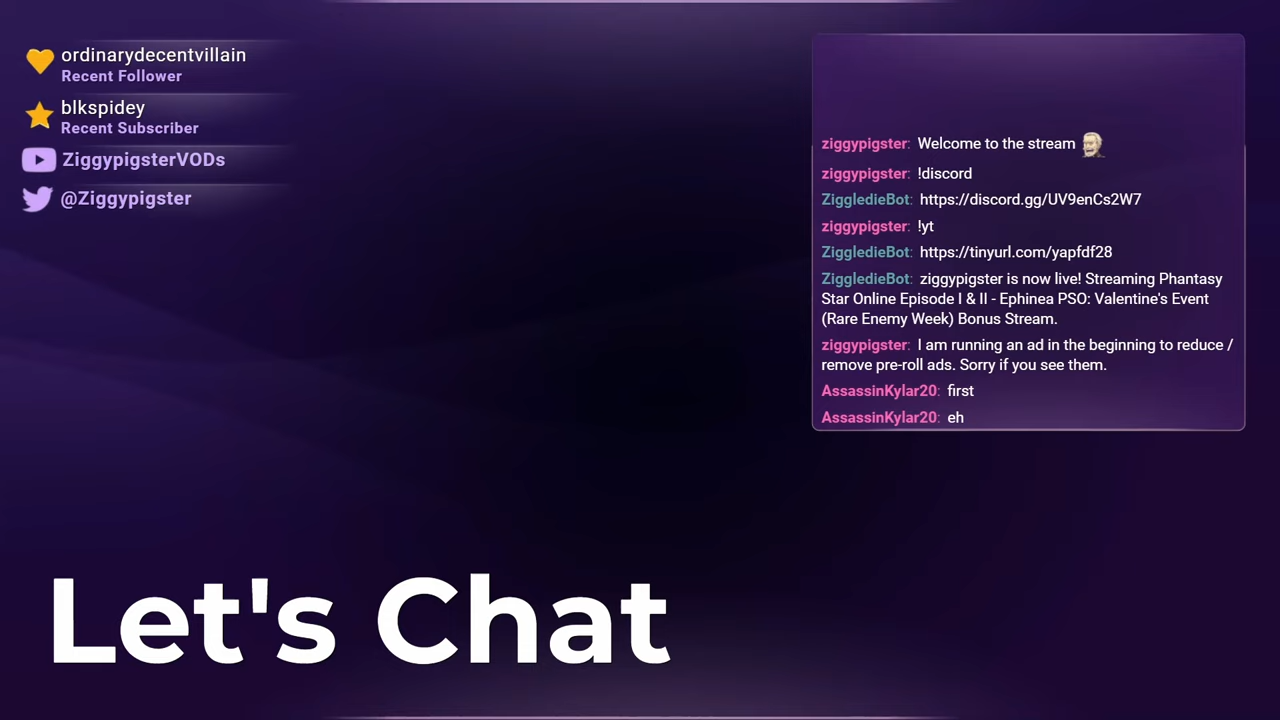 ordinarydecentvillain
Recent Follower
blkspidey
Recent Subscriber
ZiggypigsterVODs
@Ziggypigster
ziggypigster: Welcome to the stream
ziggypigster: !discord
ZiggledieBot: https://discord.gg/UV9enCs2W7
ziggypigster: !yt
ZiggledieBot: https://tinyurl.com/yapfdf28
ZiggledieBot: ziggypigster is now live! Streaming Phantasy
Star Online Episode I & II - Ephinea PSO: Valentine's Event
(Rare Enemy Week) Bonus Stream.
ziggypigster: I am running an ad in the beginning to reduce /
remove pre-roll ads. Sorry if you see them.
AssassinKylar20: first
AssassinKylar20: eh
Let's Chat